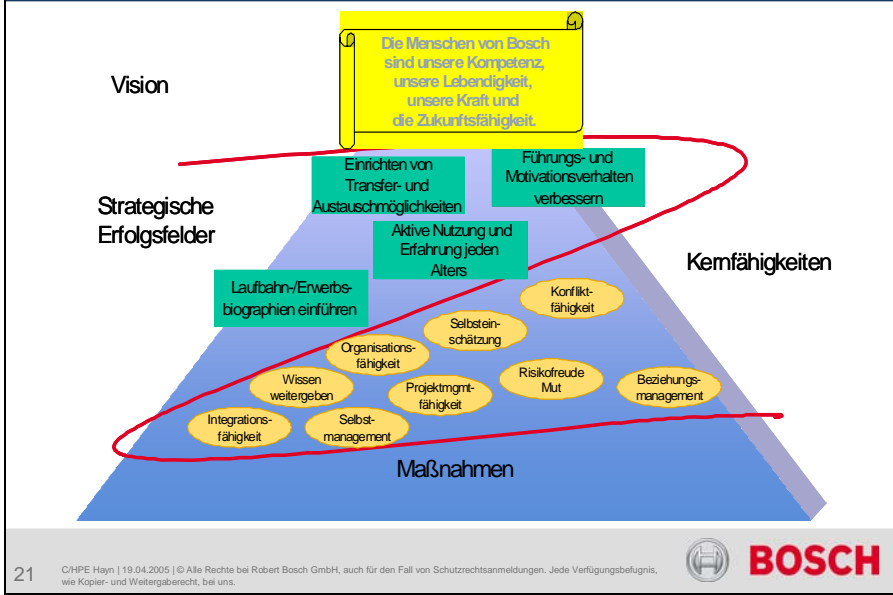 Die Menschen von Bosch
sind unsere Kompetenz,
unsere Lebendigkeit,
unsere Kraft und
die Zukunftsfähigkeit.
Vision
Einrichten von
Transfer- und
Austauschmöglichkeiten
Führungs- und
Motivationsverhalten
verbessern
Strategische
Erfolgsfelder
Aktive Nutzung und
Erfahrung jeden
Alters
Kernfähigkeiten
Laufbahn-/Erwerbs-
biographien einführen
Konflikt-
fähigkeit
Selbstein-
schätzung
Organisations-
fähigkeit
Risikofreude
Mut
Wissen
weitergeben
Projektmgmt-
fähigkeit
Beziehungs-
management
Integrations-
fähigkeit
Selbst-
management
Maßnahmen
21
C/HPE Hayn | 19.04.2005 | © Alle Rechte bei Robert Bosch GmbH, auch für den Fall von Schutzrechtsanmeldungen. Jede Verfügungsbefugnis,
wie Kopier- und Weitergaberecht, bei uns.
BOSCH